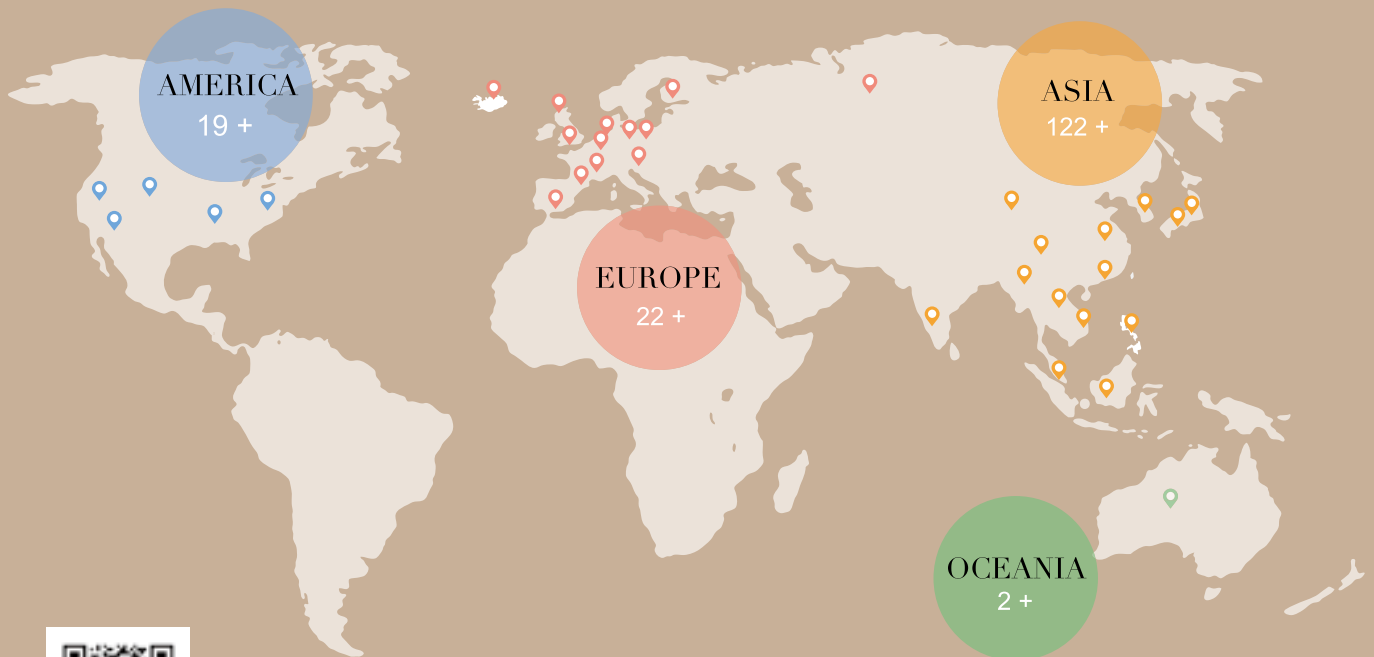 AMERICA
19 +
ASIA
122 +
EUROPE
22 +
OCEANIA
2 +